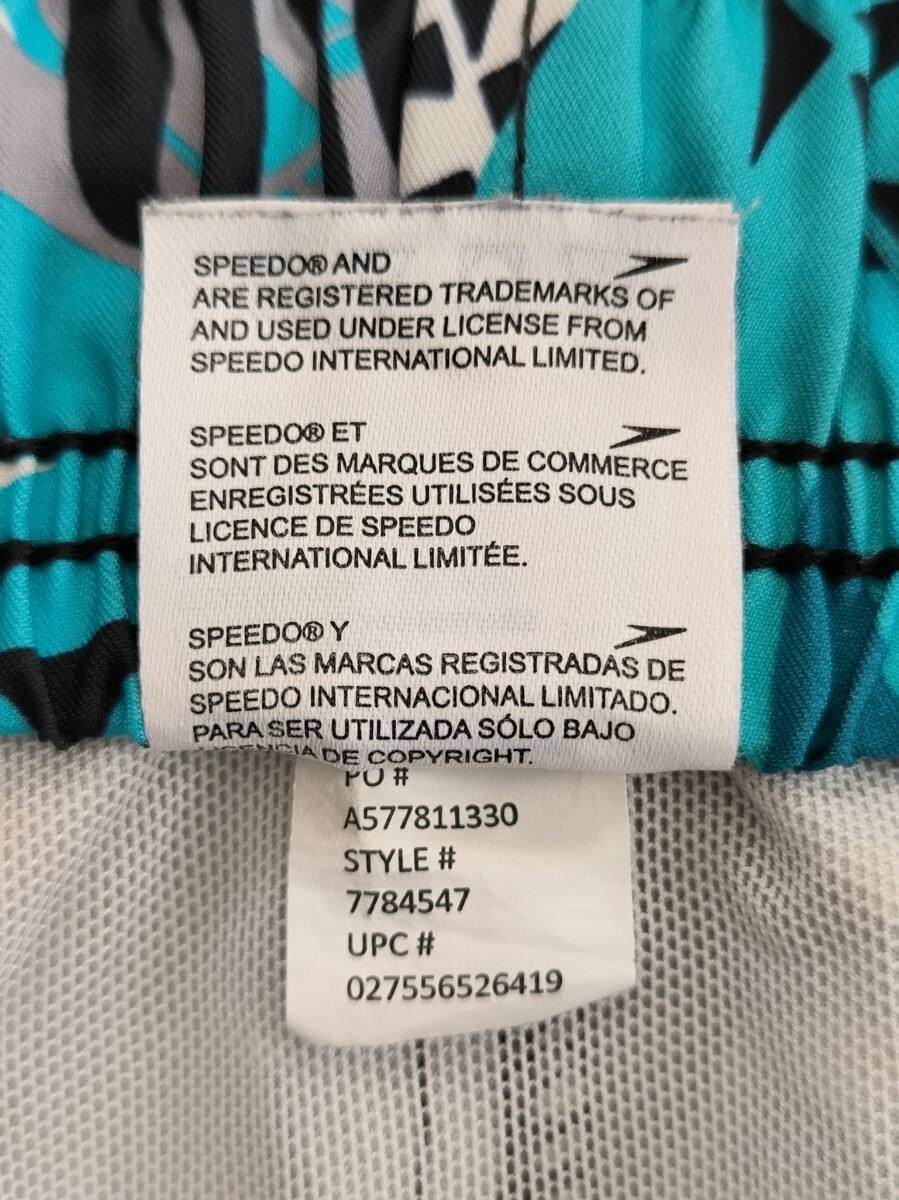 SPEEDO® AND
ARE REGISTERED TRADEMARKS OF
AND USED UNDER LICENSE FROM
SPEEDO INTERNATIONAL LIMITED.
SPEEDO® ET
SONT DES MARQUES DE COMMERCE
ENREGISTRÉES UTILISÉES SOUS
LICENCE DE SPEEDO
INTERNATIONAL LIMITÉE.
SPEEDO® Y
SON LAS MARCAS REGISTRADAS DE
SPEEDO INTERNACIONAL LIMITADO.
PARA SER UTILIZADA SÓLO BAJO
LICENCIA DE COPYRIGHT.
PO #
A577811330
STYLE #
7784547
UPC #
027556526419